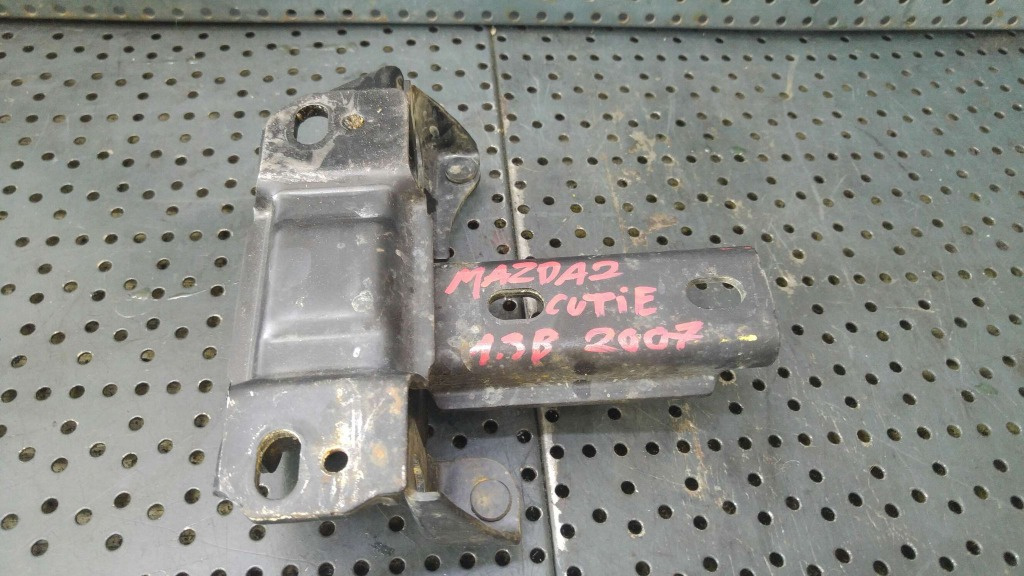 MAZDA2
CUTiE
1.3B 2007